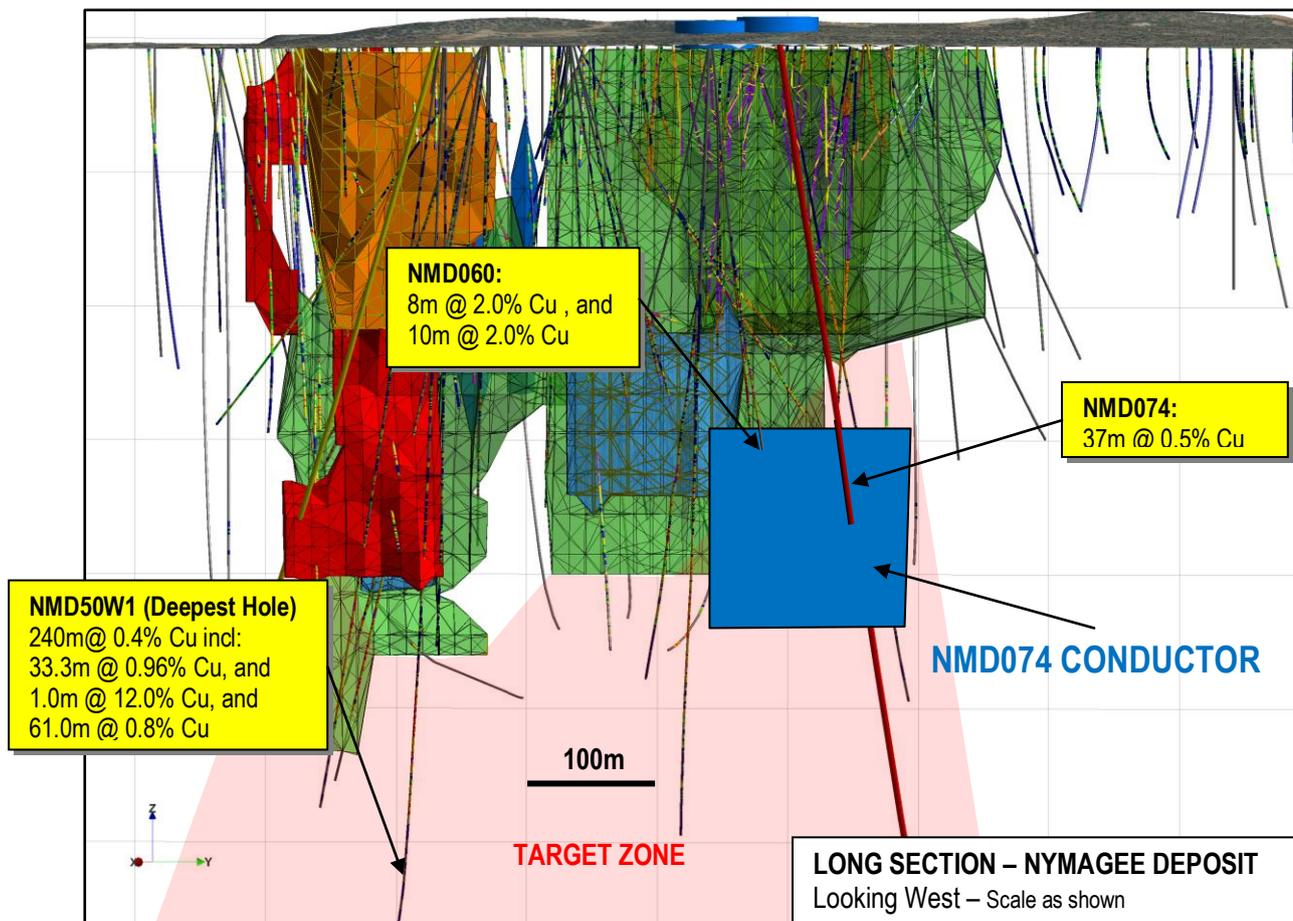 NMD060:
8m @ 2.0% Cu , and
10m @ 2.0% Cu
NMD074:
37m @ 0.5% Cu
NMD50W1 (Deepest Hole)
240m@ 0.4% Cu incl:
33.3m @ 0.96% Cu, and
1.0m @ 12.0% Cu, and
61.0m @ 0.8% Cu
NMD074 CONDUCTOR
100m
TARGET ZONE
Z
X
Y
LONG SECTION – NYMAGEE DEPOSIT
Looking West – Scale as shown